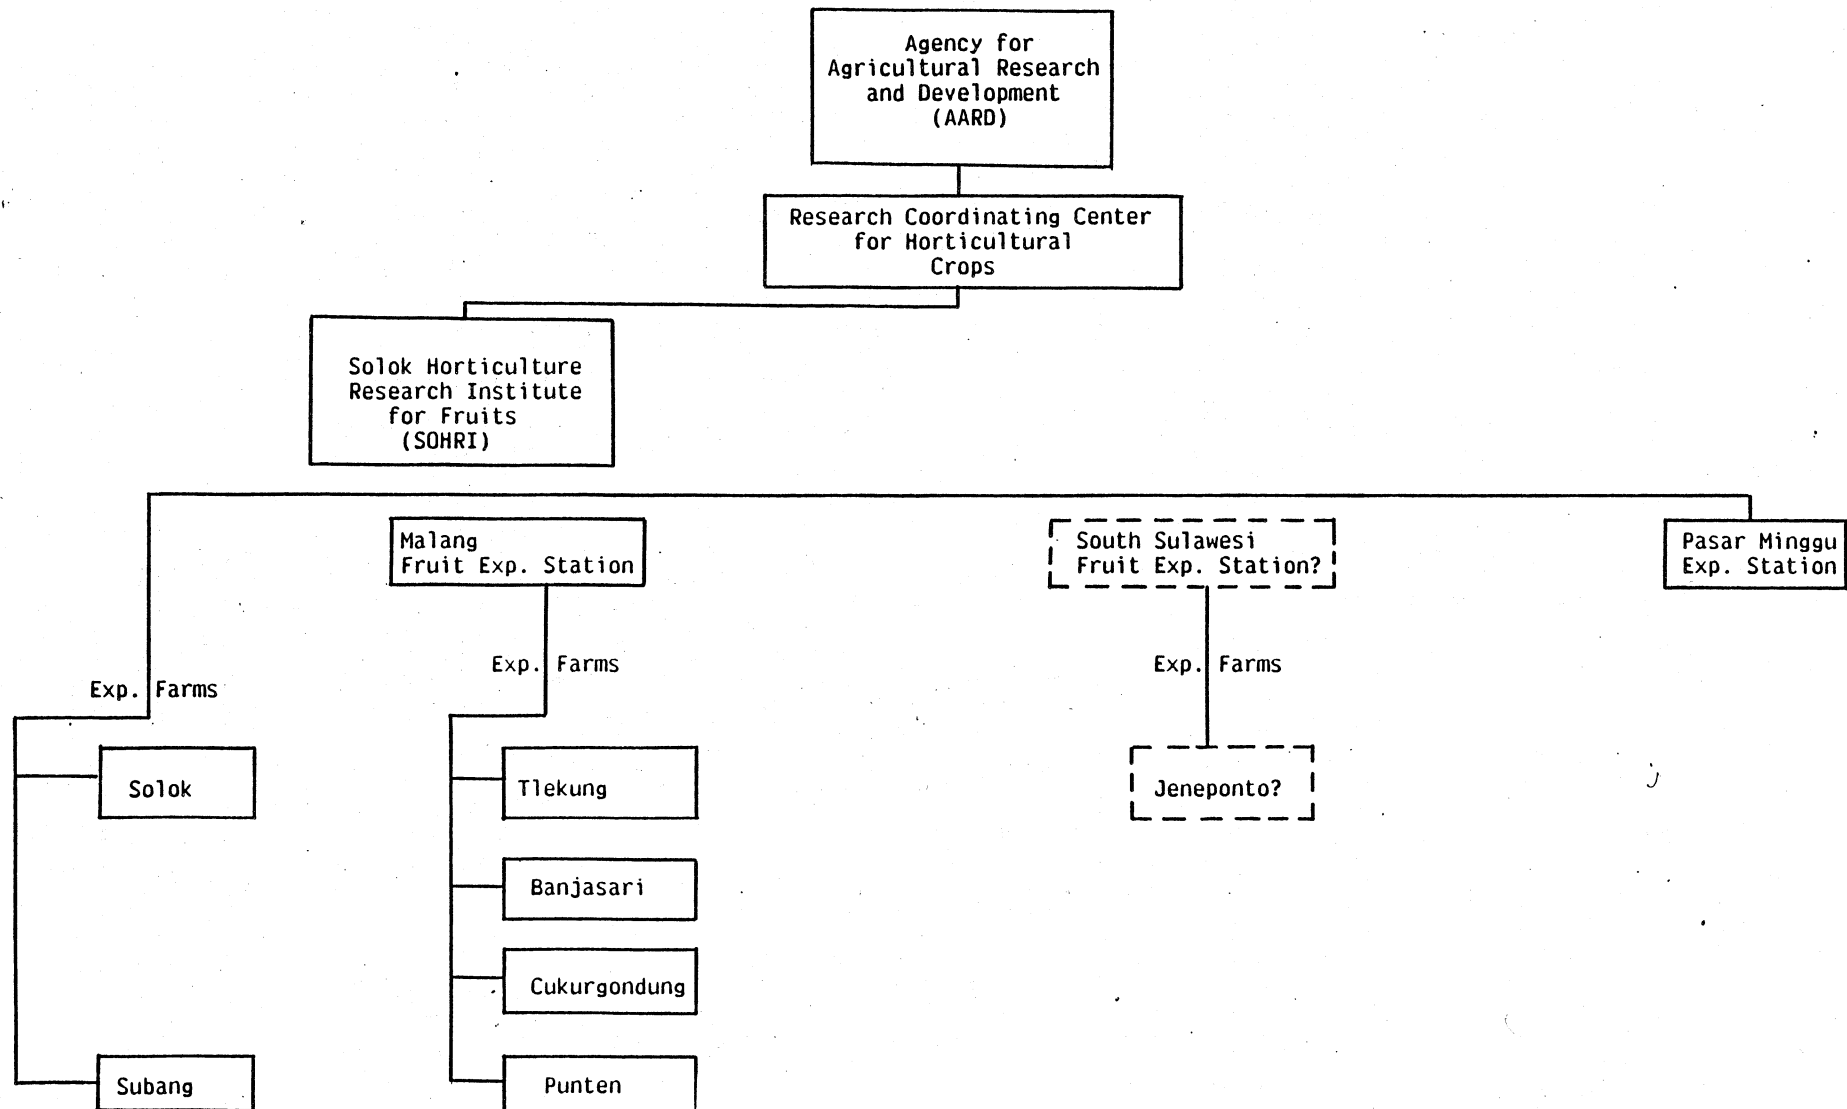 Agency for
Agricultural Research
and Development
(AARD)
Research Coordinating Center
for Horticultural
Crops
Solok Horticulture
Research Institute
for Fruits
(SOHRI)
Malang
Fruit Exp. Station
South Sulawesi
Fruit Exp. Station?
Pasar Minggu
Exp. Station
Exp. Farms
Exp. Farms
Exp. Farms
Solok
Subang
Tlekung
Banjasari
Cukurgondung
Punten
Jeneponto?